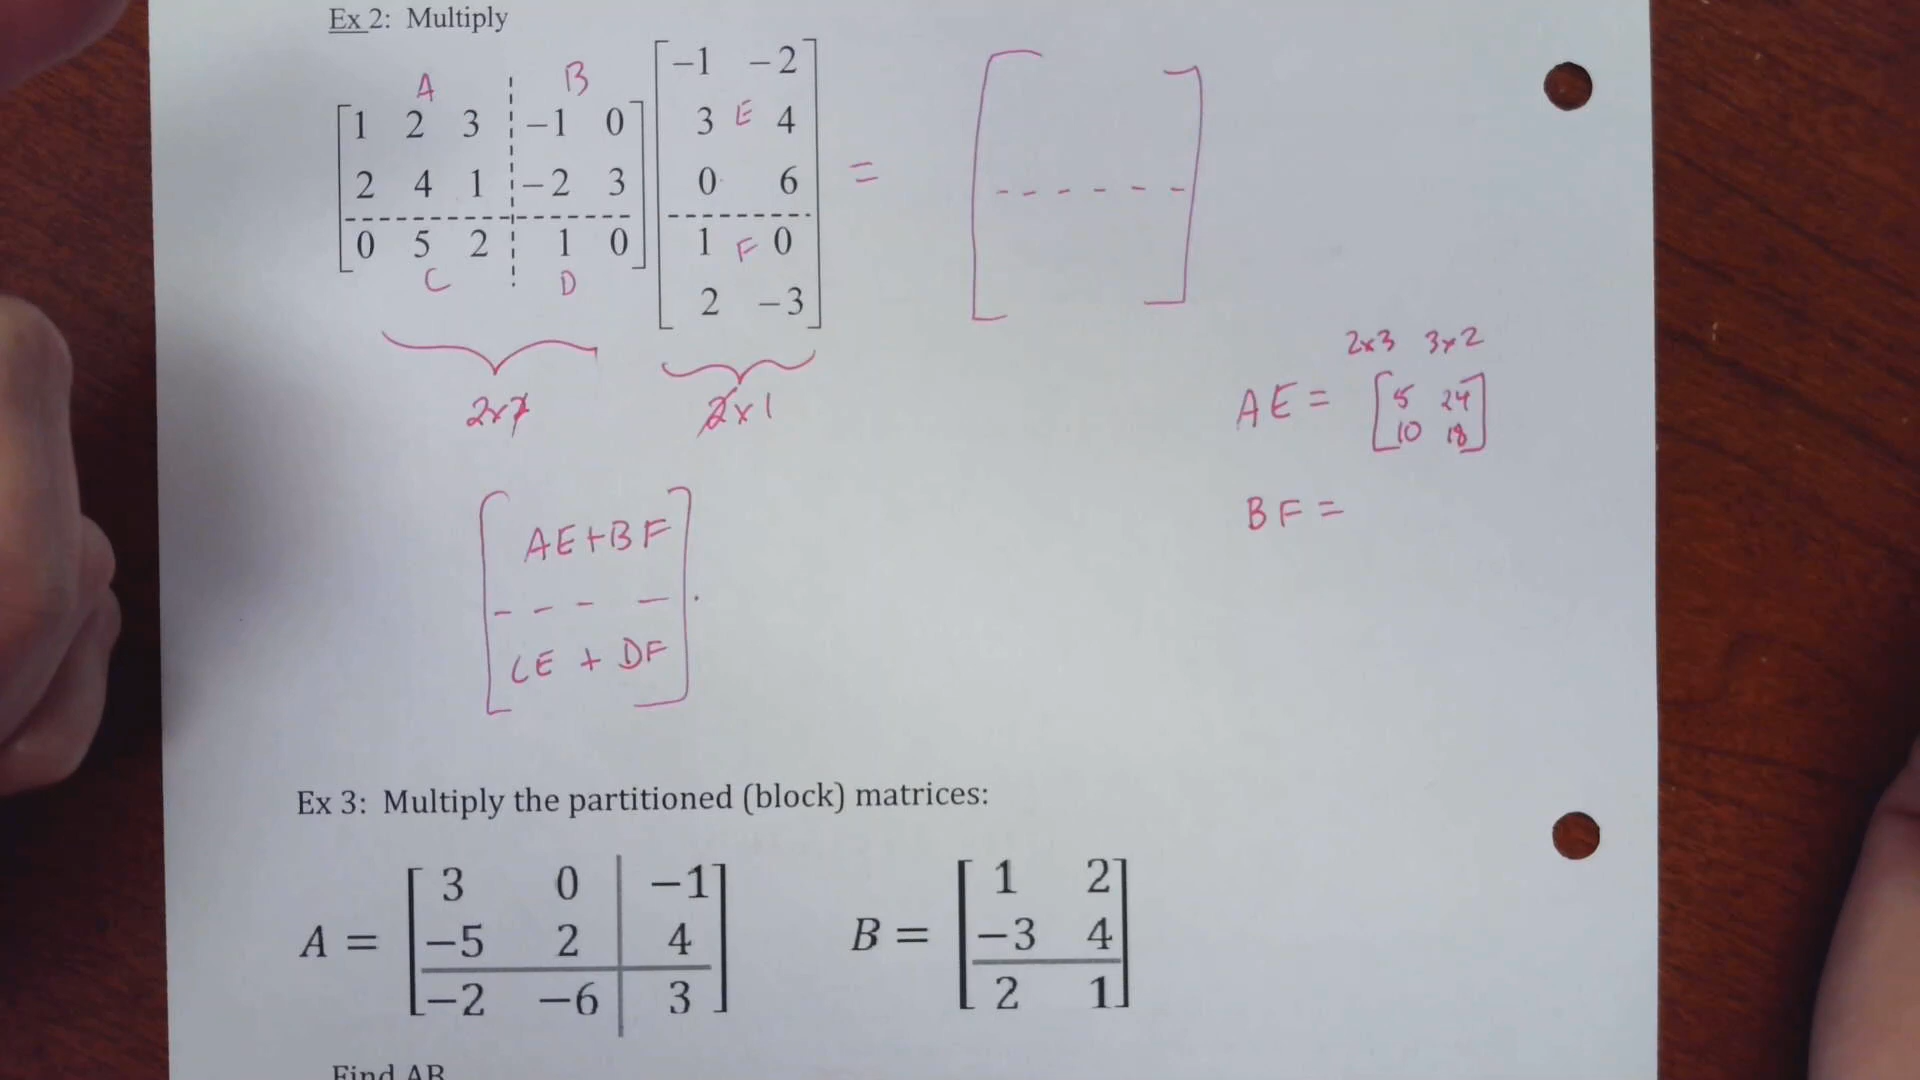 Ex 2: Multiply
A B
1 2 3 -1 0
2 4 1 -2 3
0 5 2 1 0
C D
-1 -2
3 E 4
0 6
1 F 0
2 -3
=
2x2 2x1
2x3 3x2
AE = [5 24
10 18]
BF =
AE+BF
CE + DF
Ex 3: Multiply the partitioned (block) matrices:
A = [3 0 -1
-5 2 4
-2 -6 3]
B = [1 2
-3 4
2 1]
Find AB